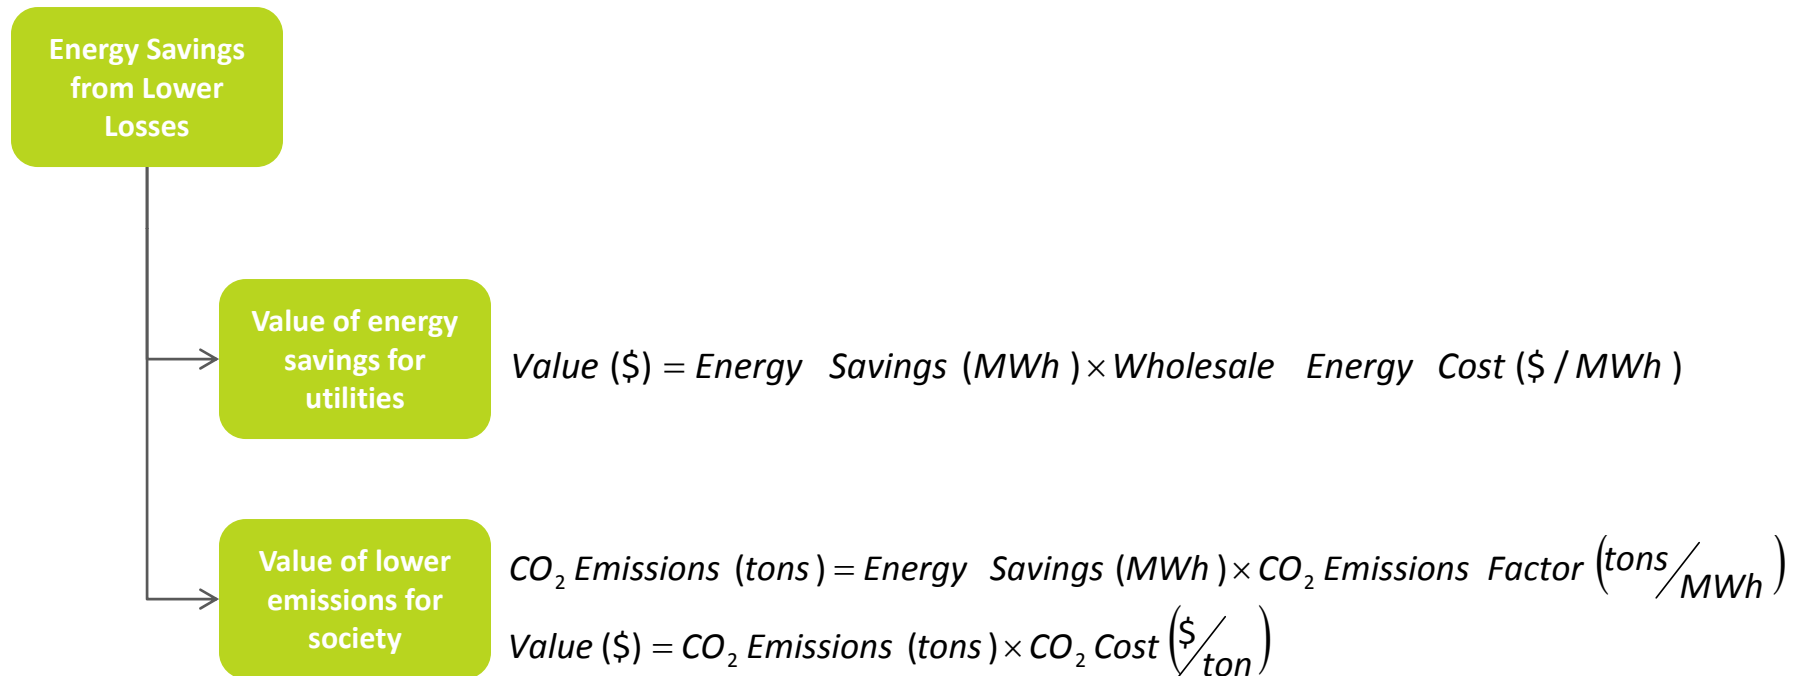 Energy Savings
from Lower
Losses
Value of energy
savings for
utilities
Value ($) = Energy Savings (MWh) × Wholesale Energy Cost ($ / MWh)
Value of lower
emissions for
society
CO₂ Emissions (tons) = Energy Savings (MWh) × CO₂ Emissions Factor (tons/MWh)
Value ($) = CO₂ Emissions (tons) × CO₂ Cost ($/ton)